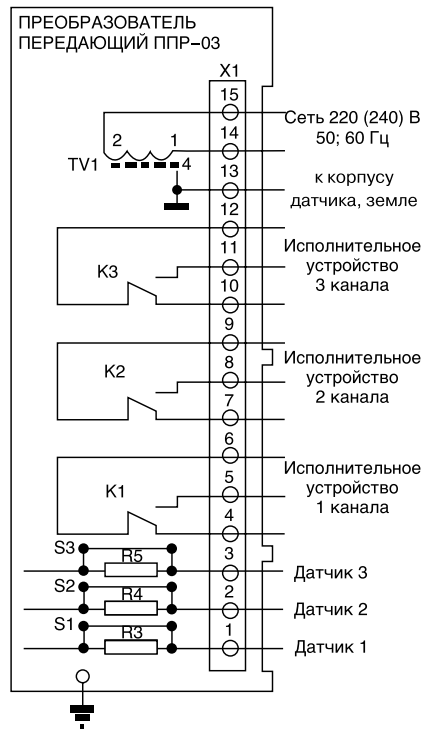 ПРЕОБРАЗОВАТЕЛЬ
ПЕРЕДАЮЩИЙ ППР–03
X1
15
Сеть 220 (240) В
50; 60 Гц
2
1
14
TV1
4
13
к корпусу
датчика, земле
12
11
Исполнительное
устройство
3 канала
K3
10
9
8
Исполнительное
устройство
2 канала
K2
7
6
5
Исполнительное
устройство
1 канала
K1
4
S3
R5
3
Датчик 3
S2
R4
2
Датчик 2
S1
R3
1
Датчик 1